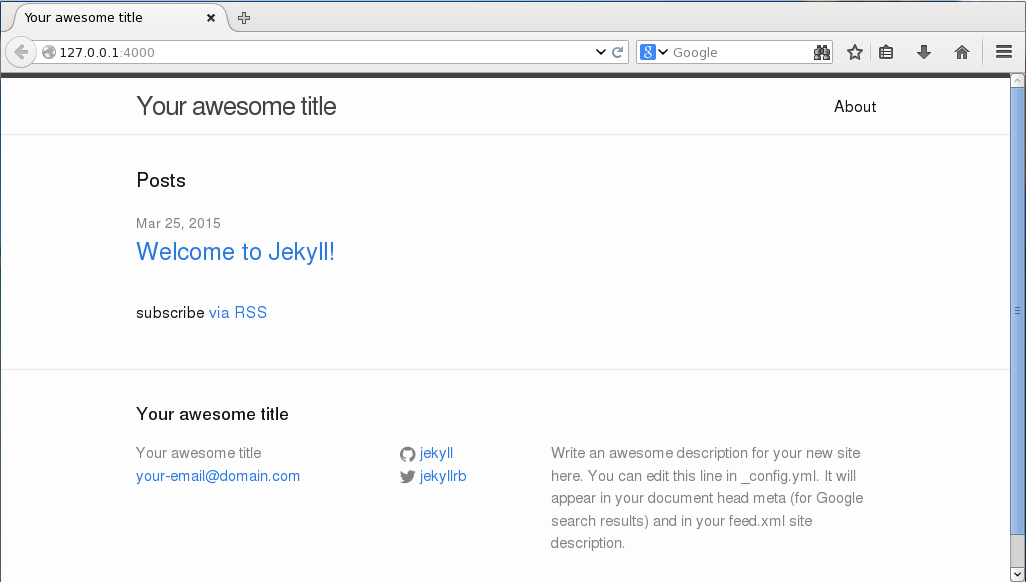 Your awesome title
127.0.0.1:4000
Google
Your awesome title
About
Posts
Mar 25, 2015
Welcome to Jekyll!
subscribe via RSS
Your awesome title
Your awesome title
your-email@domain.com
jekyll
jekyllrb
Write an awesome description for your new site
here. You can edit this line in _config.yml. It will
appear in your document head meta (for Google
search results) and in your feed.xml site
description.